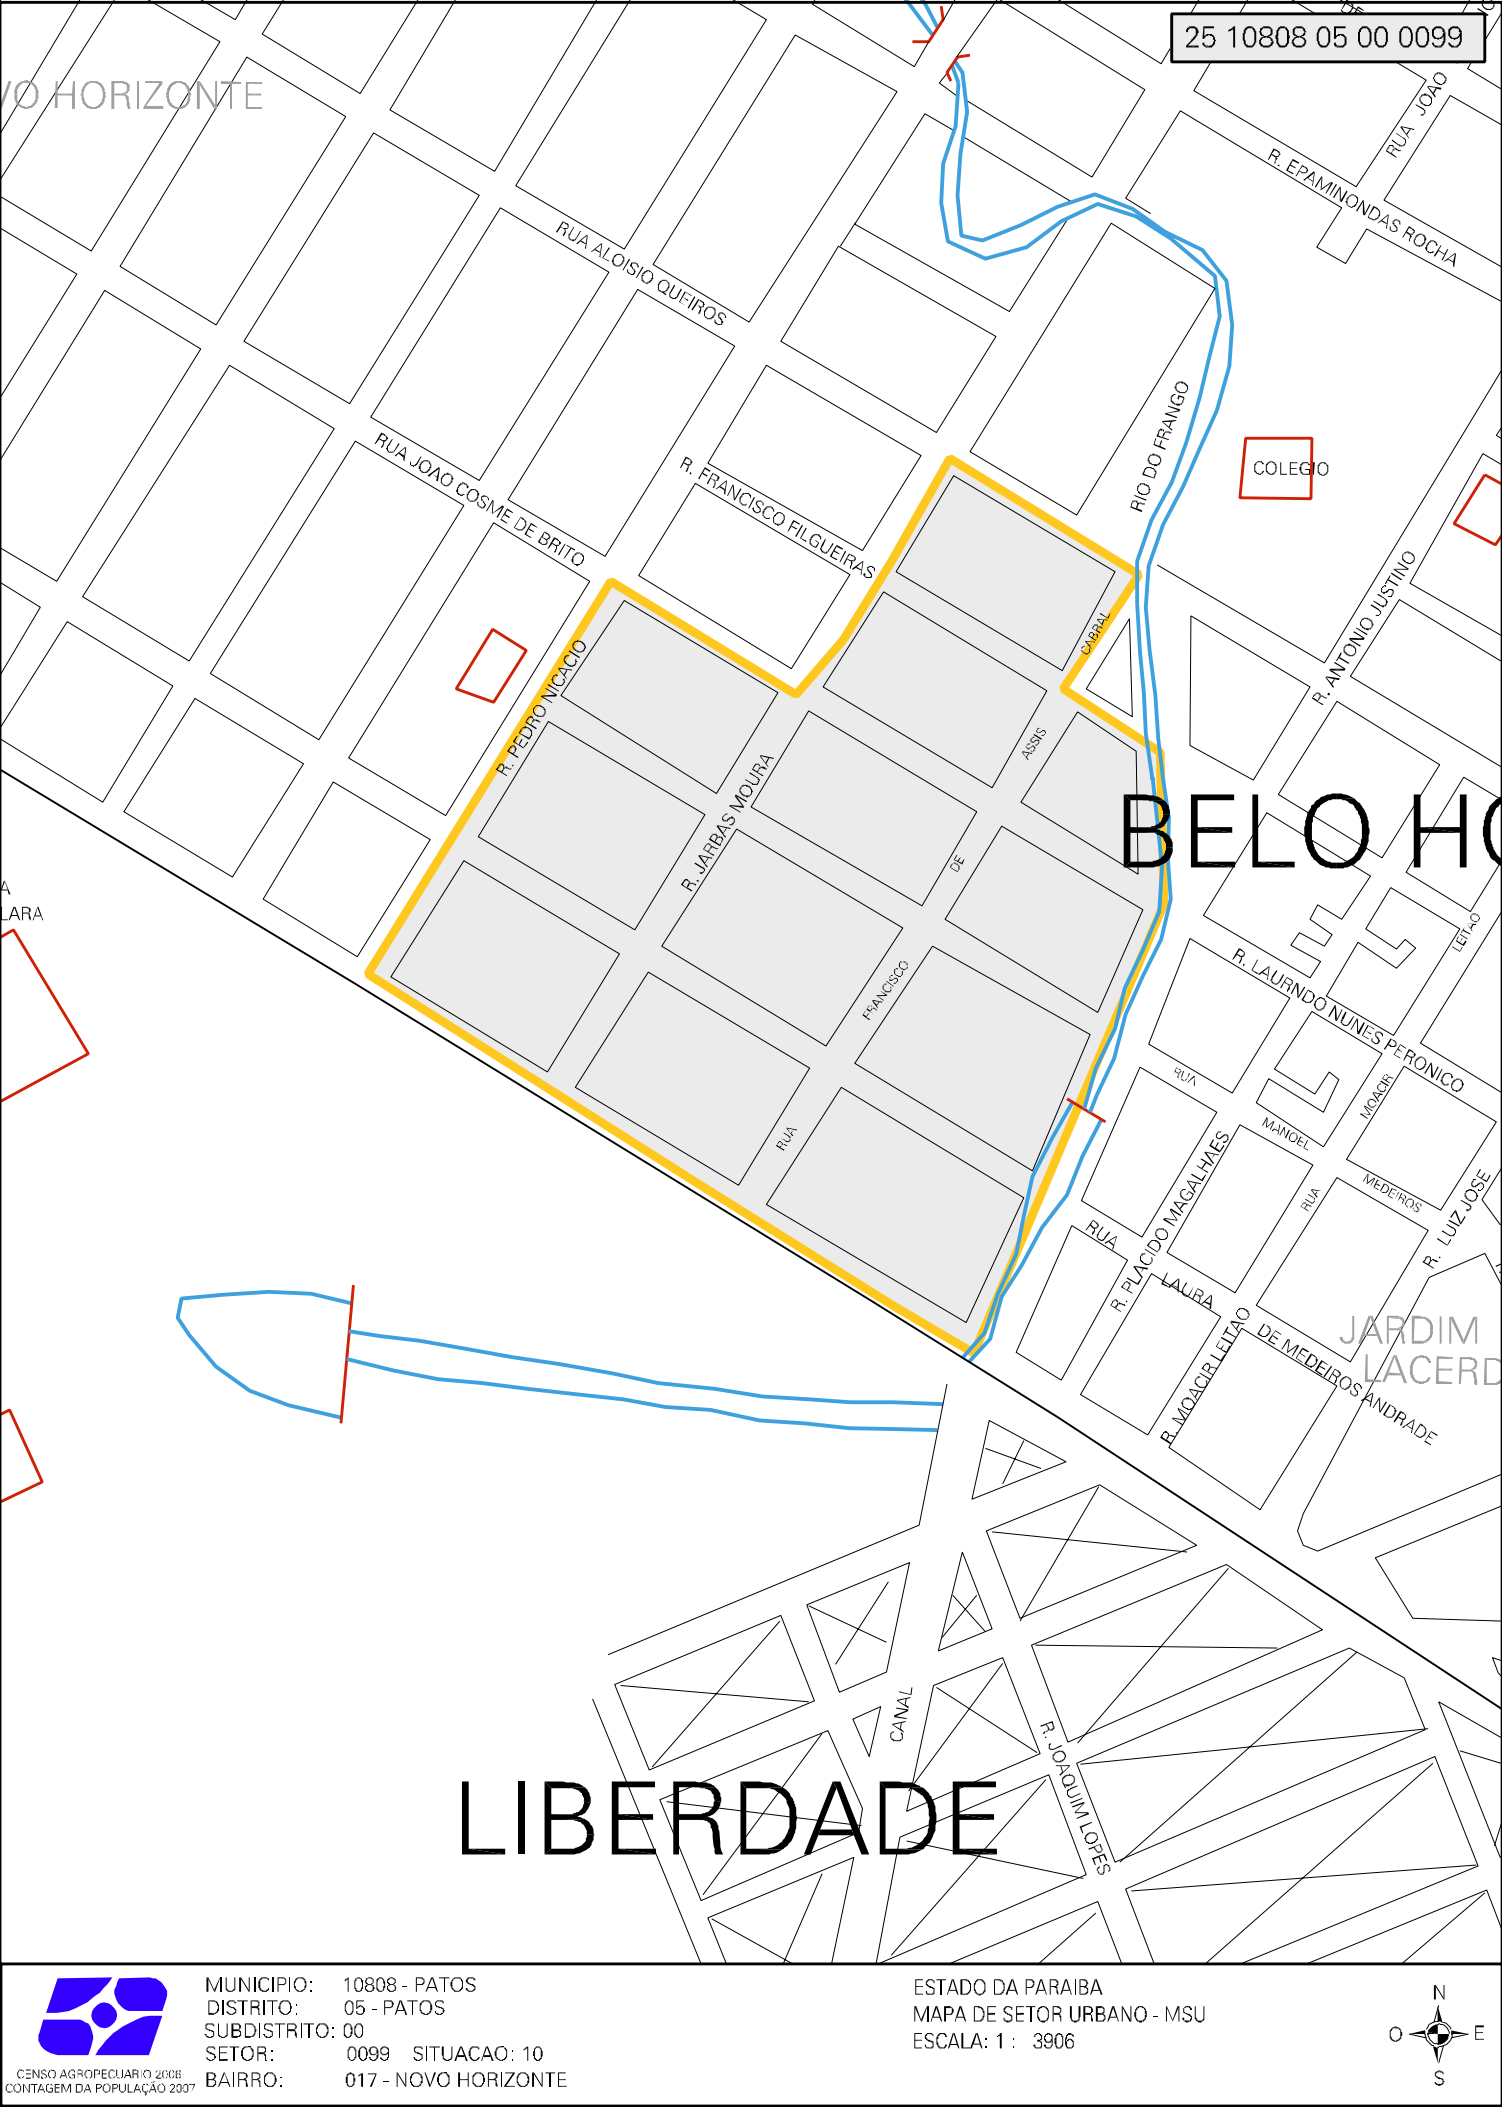 25 10808 05 00 0099
VO HORIZONTE
RUA JOAO
R. EPAMINONDAS ROCHA
RUA ALOISIO QUEIROS
RIO DO FRANGO
COLEGIO
RUA JOAO COSME DE BRITO
R. FRANCISCO FILGUEIRAS
R. ANTONIO JUSTINO
R. PEDRO NICACIO
CABRAL
ASSIS
R. JARBAS MOURA
DE
FRANCISCO
RUA
BELO HO
A
LARA
LEITAO
R. LAURNDO NUNES PERONICO
RUA
MANOEL
MEDEIROS
MOACIR
RUA
R. PLACIDO MAGALHAES
R. LUIZ JOSE
RUA
LAURA
DE MEDEIROS ANDRADE
R. MOACIR LEITAO
JARDIM
LACERD
CANAL
R. JOAQUIM LOPES
LIBERDADE
MUNICIPIO: 10808 - PATOS
DISTRITO: 05 - PATOS
SUBDISTRITO: 00
SETOR: 0099 SITUACAO: 10
BAIRRO: 017 - NOVO HORIZONTE
CENSO AGROPECUARIO 2006
CONTAGEM DA POPULAÇÃO 2007
ESTADO DA PARAIBA
MAPA DE SETOR URBANO - MSU
ESCALA: 1 : 3906
N
O
E
S